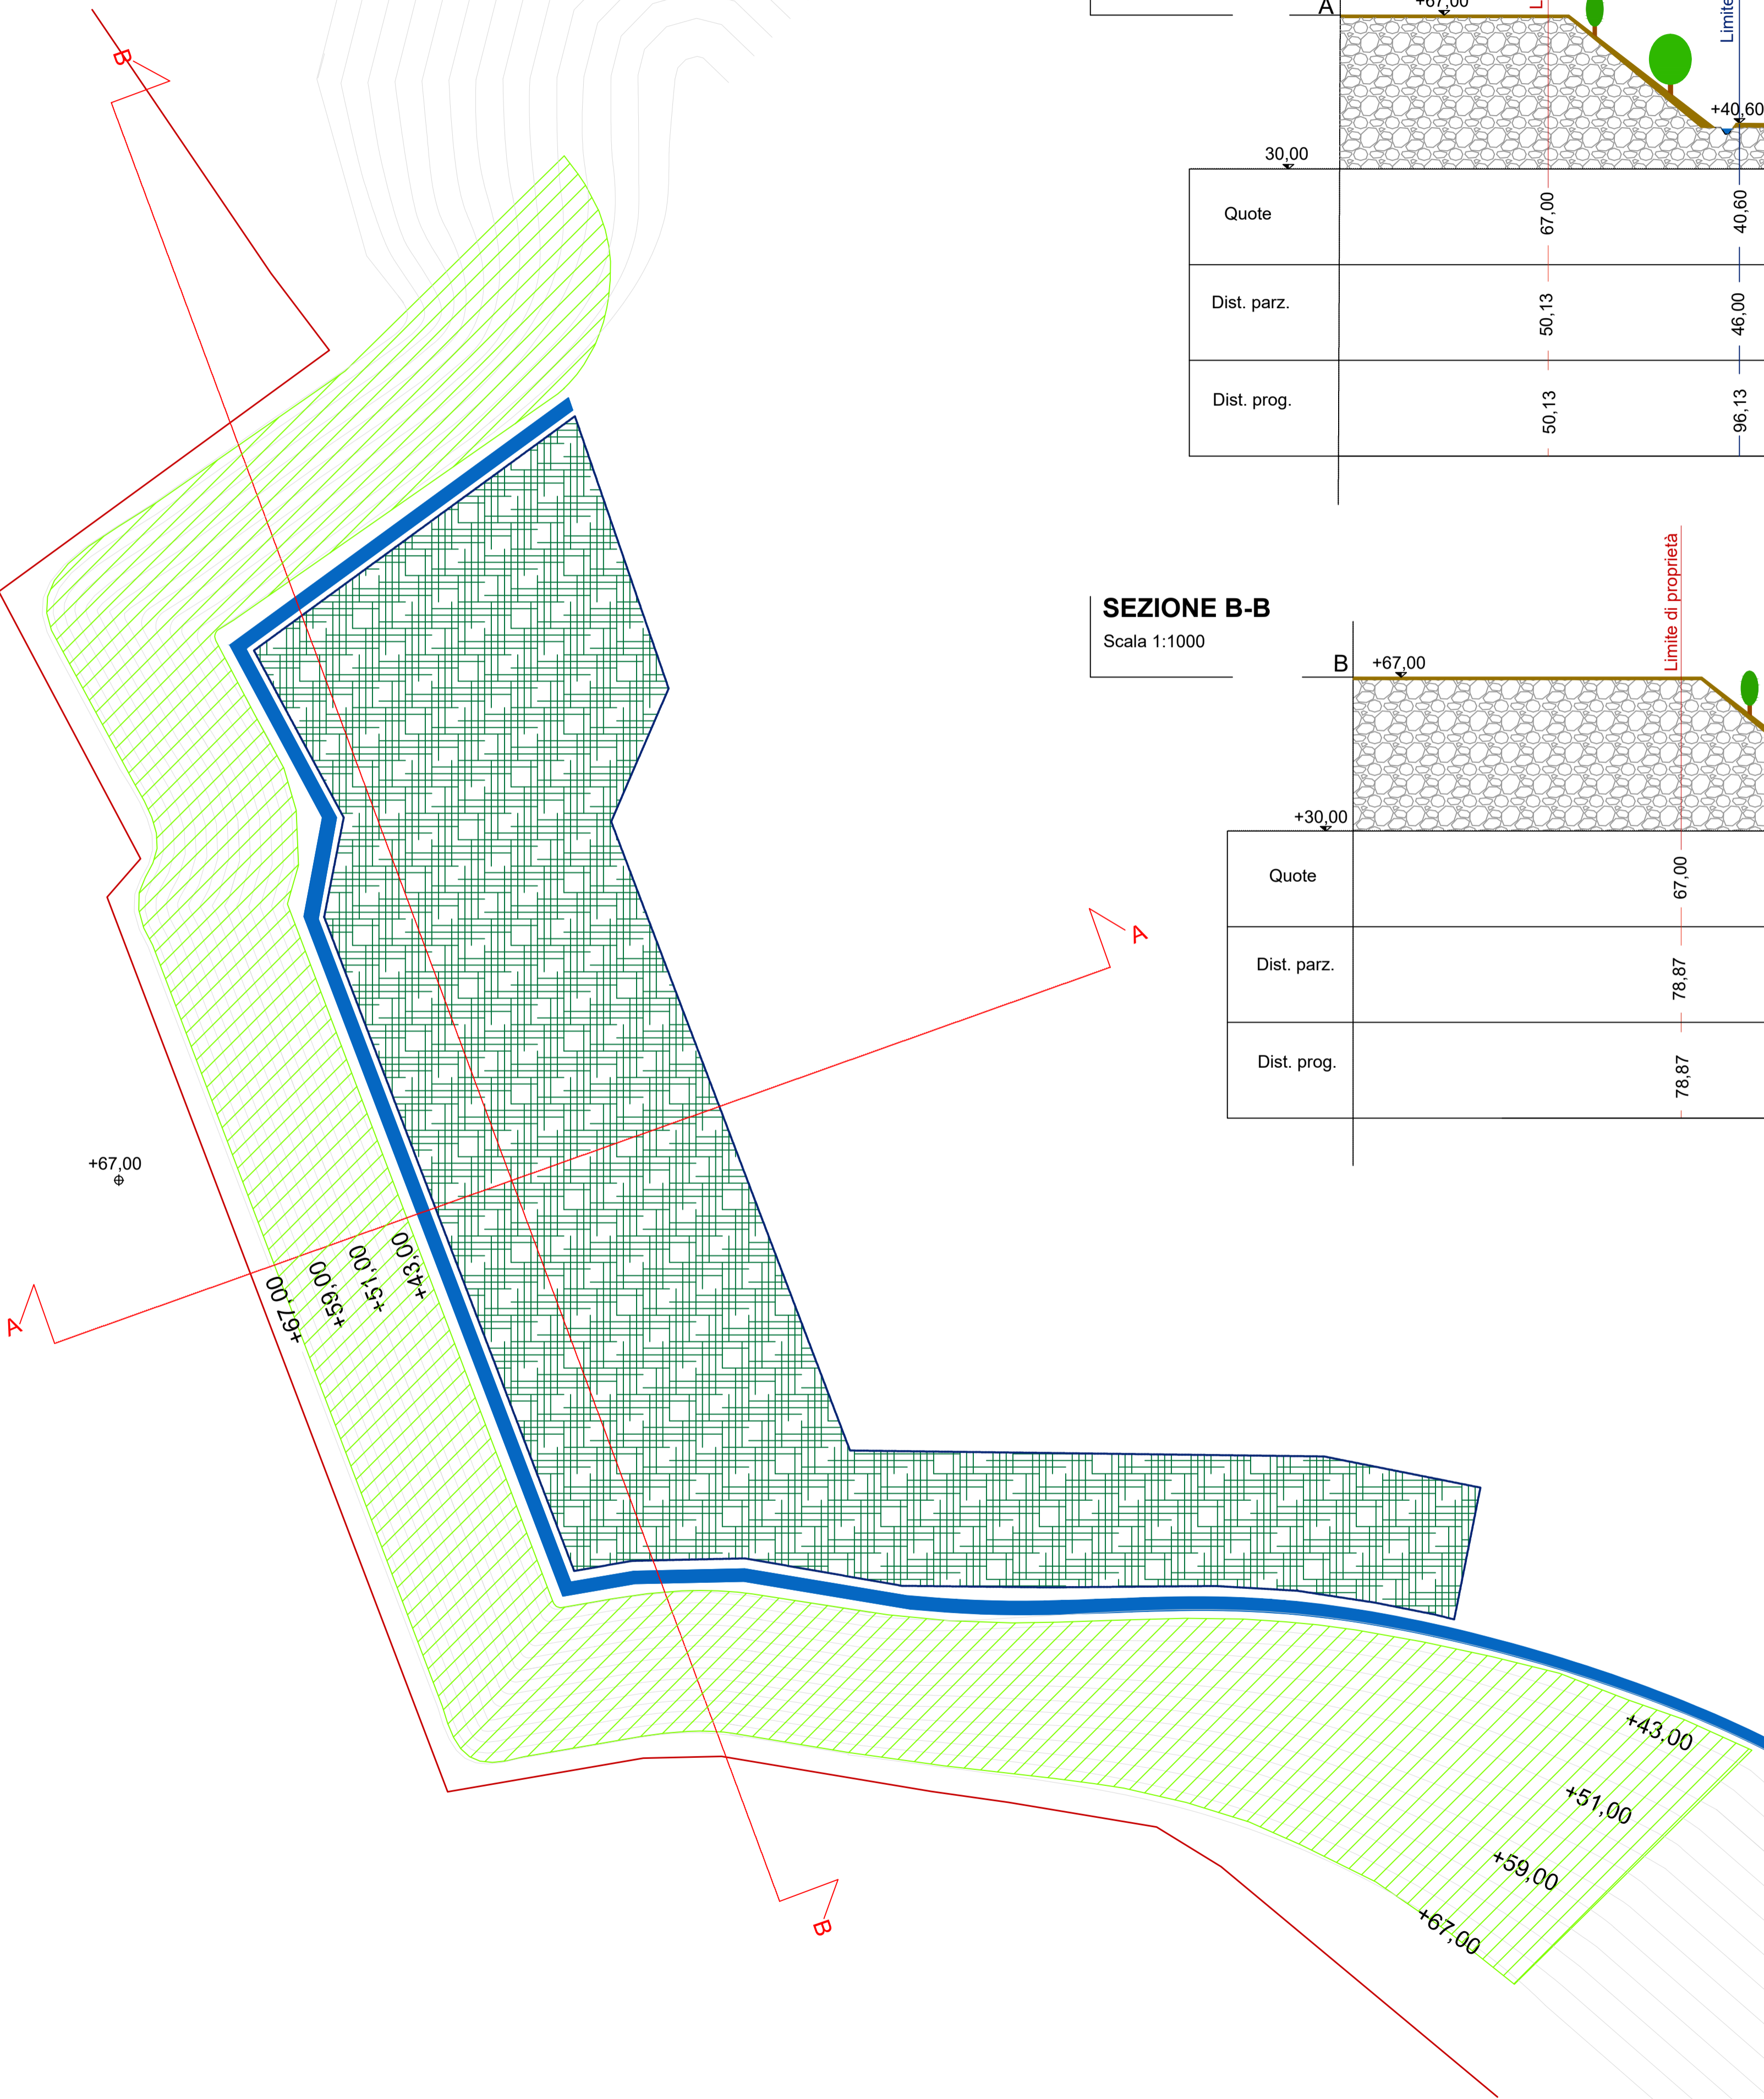 B
A
+67,00
L
Limite
+40,60
30,00
Quote
67,00
40,60
Dist. parz.
50,13
46,00
Dist. prog.
50,13
96,13
SEZIONE B-B
Scala 1:1000
Limite di proprietà
B
+67,00
+30,00
Quote
67,00
Dist. parz.
78,87
Dist. prog.
78,87
A
+67,00
A
+67,00
+59,00
+51,00
+43,00
+43.00
+51,00
+59,00
+67,00
B